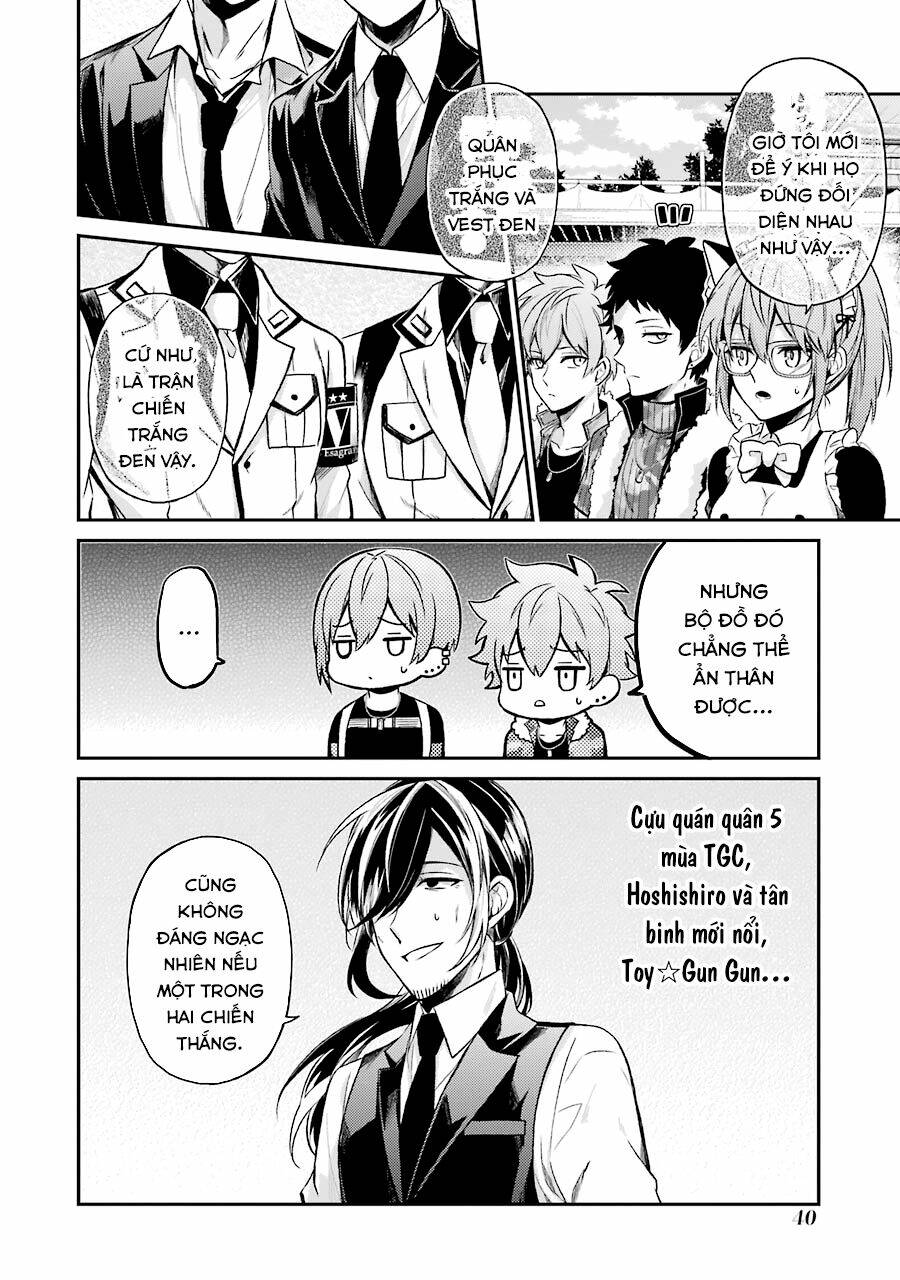 GIỜ TÔI MỚI
ĐỂ Ý KHI HỌ
ĐỨNG ĐỐI
DIỆN NHAU
NHƯ VẬY...
QUÂN
PHỤC
TRẮNG VÀ
VEST ĐEN
CỨ NHƯ
LÀ TRẬN
CHIẾN
TRẮNG
ĐEN VẬY.
★★
V
Esagram
NHƯNG
BỘ ĐỒ ĐÓ
CHẲNG THỂ
ẨN THÂN
ĐƯỢC...
...
Cựu quán quân 5
mùa TGC,
Hoshishiro và tân
binh mới nổi,
Toy☆Gun Gun...
CŨNG
KHÔNG
ĐÁNG NGẠC
NHIÊN NẾU
MỘT TRONG
HAI CHIẾN
THẮNG.
40